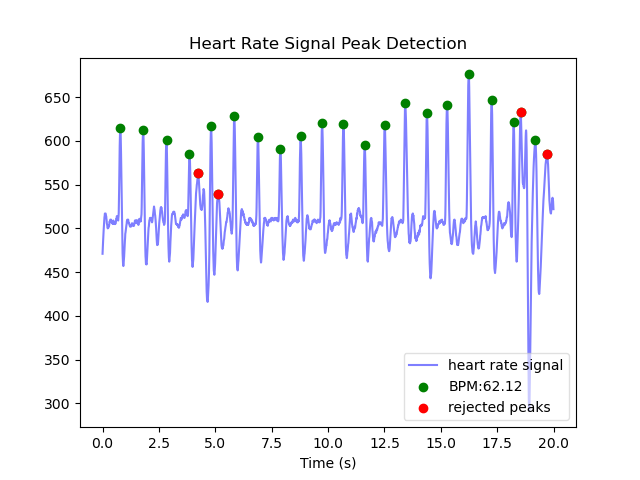 Heart Rate Signal Peak Detection
650
600
550
500
450
400
350
300
heart rate signal
BPM:62.12
rejected peaks
0.0 2.5 5.0 7.5 10.0 12.5 15.0 17.5 20.0
Time (s)